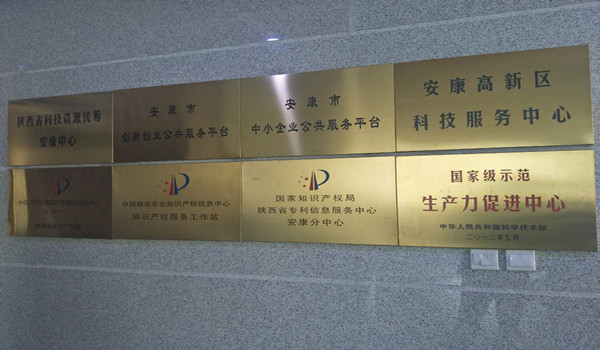 陕西省科技资源统筹
安康中心
安康市
创新创业公共服务平台
安康市
中小企业公共服务平台
安康高新区
科技服务中心
中国杨凌农业知识产权信息中心
知识产权服务工作站
国家知识产权局
陕西省专利信息服务中心
安康分中心
国家级示范
生产力促进中心
中华人民共和国科学技术部
二〇一二年七月